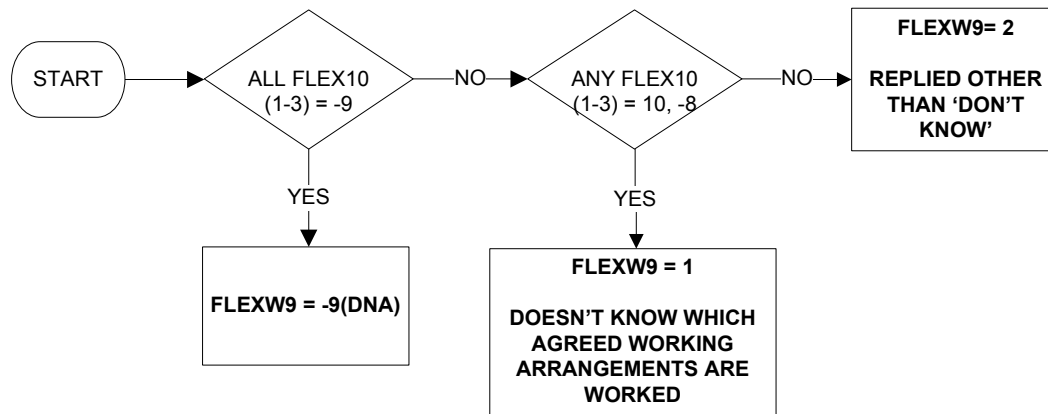 START
ALL FLEX10
(1-3) = -9
NO
ANY FLEX10
(1-3) = 10, -8
NO
FLEXW9= 2
REPLIED OTHER
THAN ‘DON’T
KNOW’
YES
YES
FLEXW9 = -9(DNA)
FLEXW9 = 1
DOESN’T KNOW WHICH
AGREED WORKING
ARRANGEMENTS ARE
WORKED